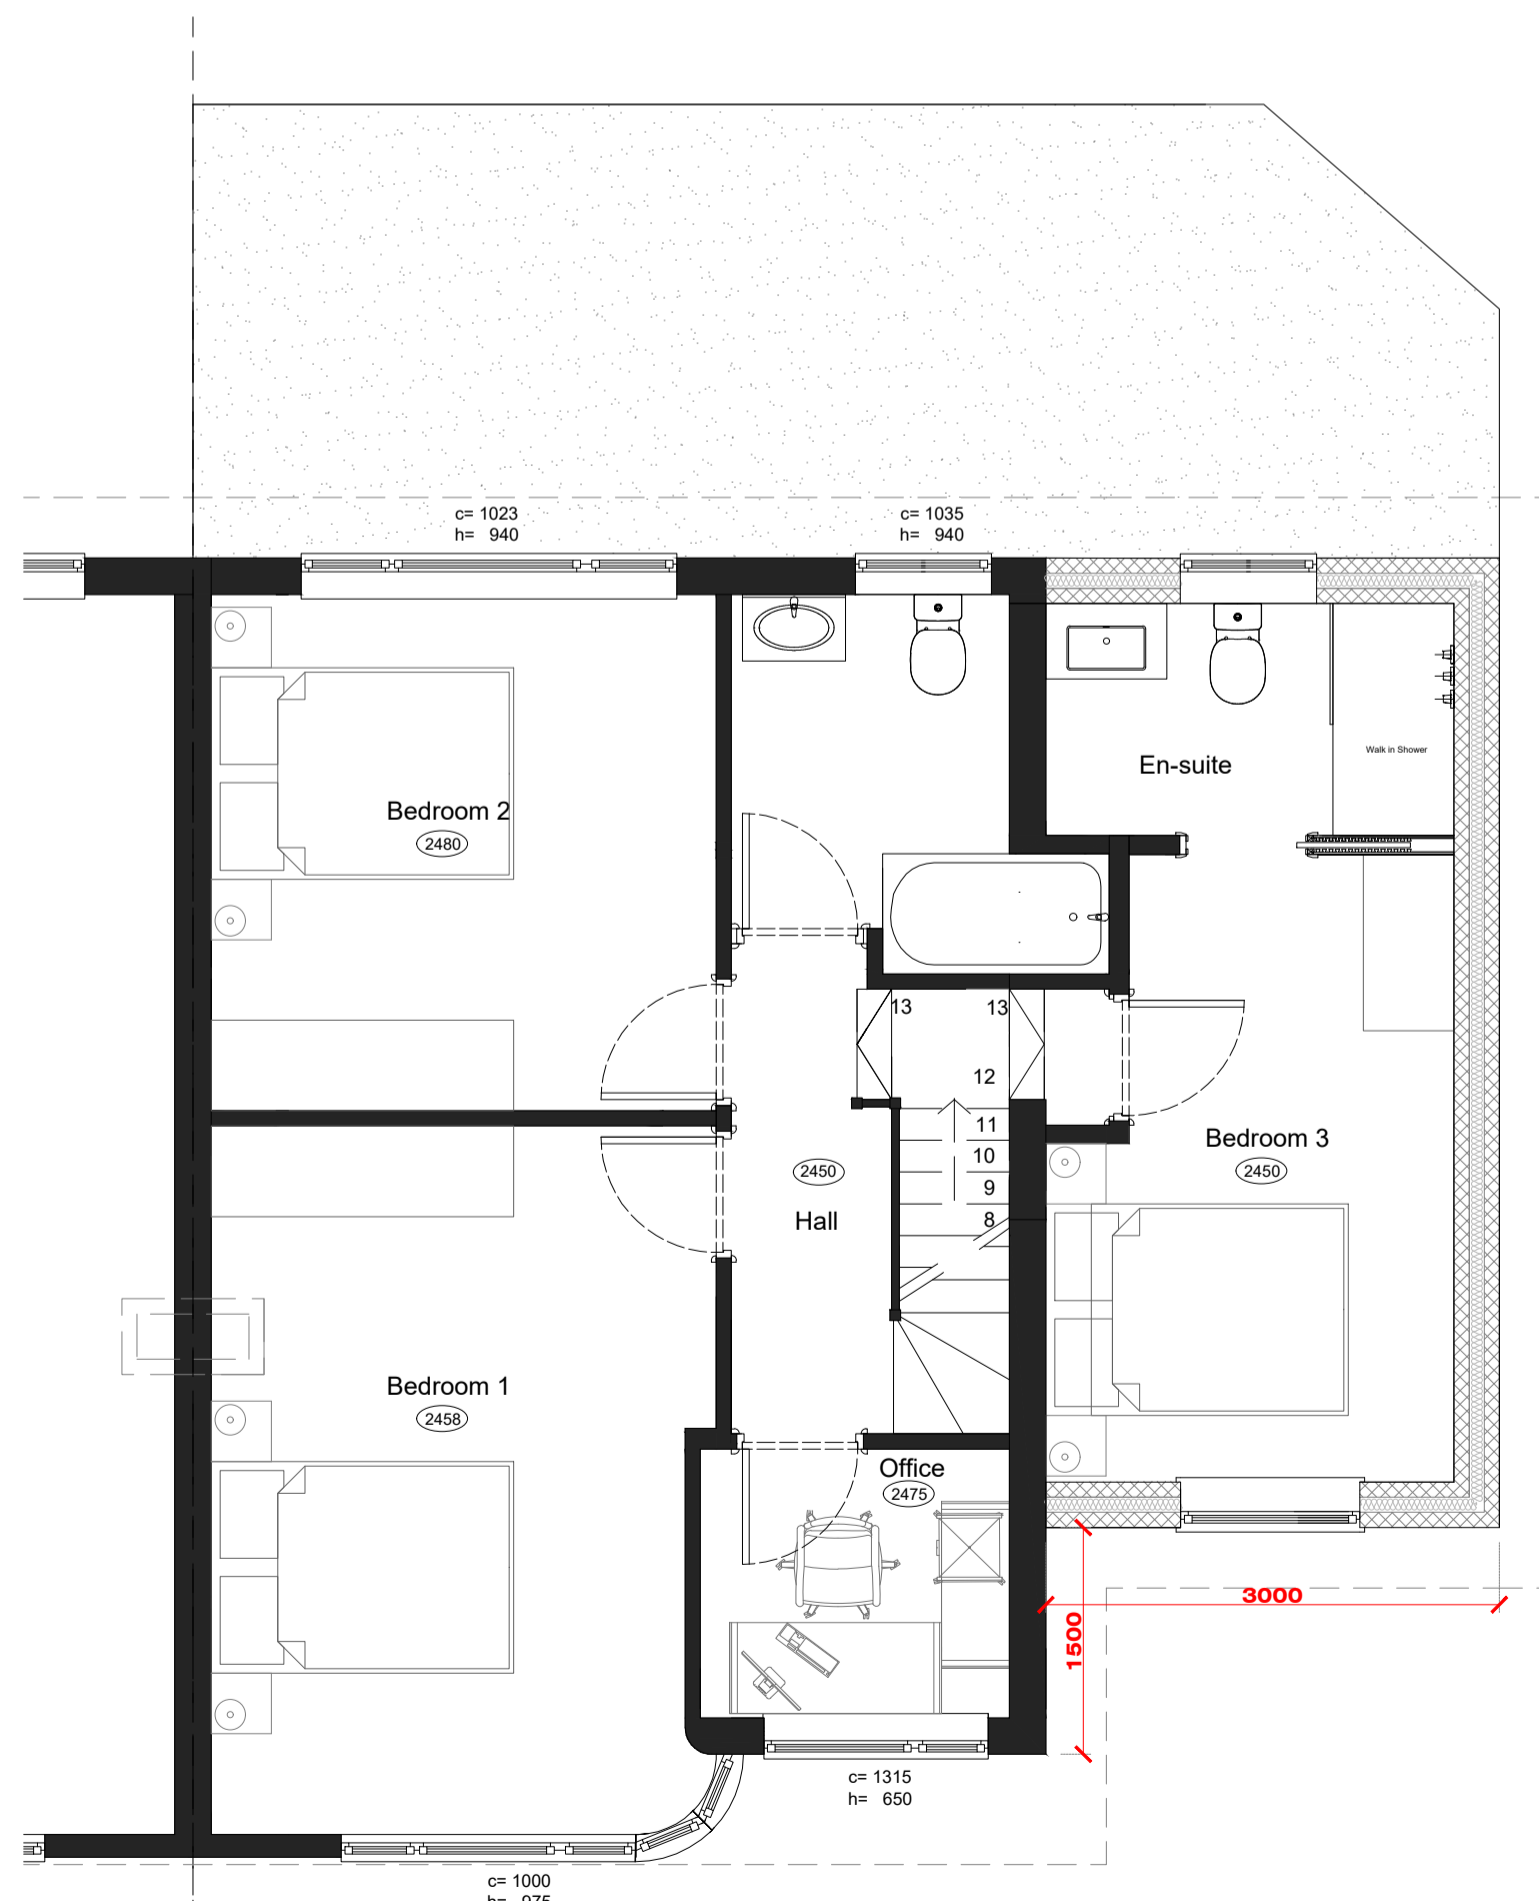 c= 1023
h= 940
c= 1035
h= 940
Walk in Shower
En-suite
Bedroom 2
2480
13
13
12
11
10
9
8
Bedroom 3
2450
2450
Hall
Bedroom 1
2458
Office
2475
3000
1500
c= 1315
h= 650
c= 1000
h= 975